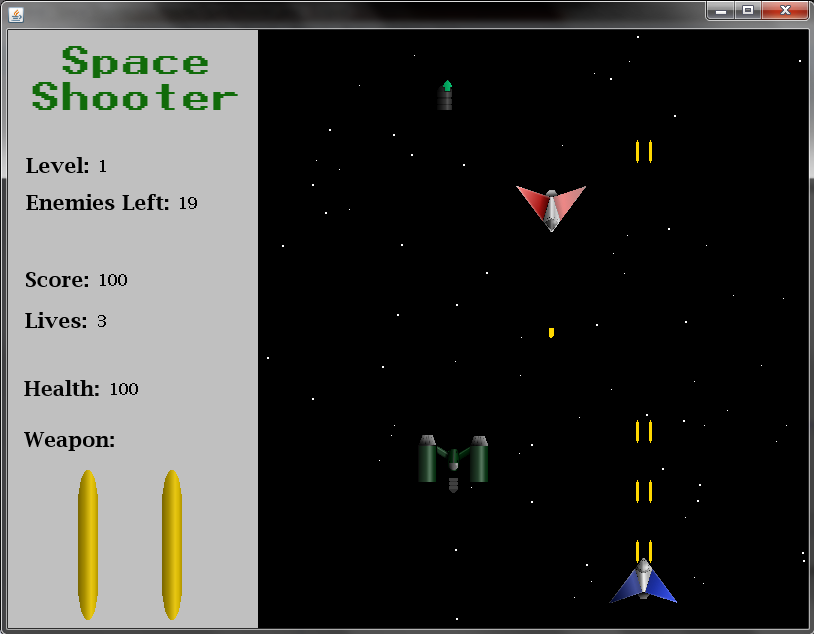 Space
Shooter
Level: 1
Enemies Left: 19
Score: 100
Lives: 3
Health: 100
Weapon: